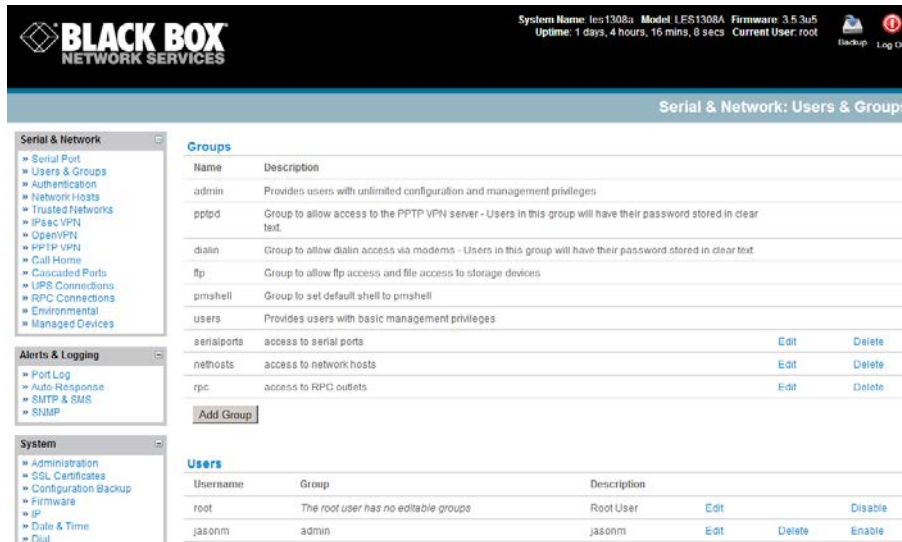 BLACK BOX
NETWORK SERVICES
System Name: les1308a Model: LES1308A Firmware: 3.5.3u5
Uptime: 1 days, 4 hours, 16 mins, 8 secs Current User: root
Backup
Log O
Serial & Network: Users & Groups
Serial & Network
» Serial Port
» Users & Groups
» Authentication
» Network Hosts
» Trusted Networks
» IPsec VPN
» OpenVPN
» PPTP VPN
» Call Home
» Cascaded Ports
» UPS Connections
» RPC Connections
» Environmental
» Managed Devices
Alerts & Logging
» Port Log
» Auto-Response
» SMTP & SMS
» SNMP
System
» Administration
» SSL Certificates
» Configuration Backup
» Firmware
» IP
» Date & Time
» Dial
Groups
Name Description
admin Provides users with unlimited configuration and management privileges
pptpd Group to allow access to the PPTP VPN server - Users in this group will have their password stored in clear
text.
dialin Group to allow dialin access via modems - Users in this group will have their password stored in clear text.
ftp Group to allow ftp access and file access to storage devices
pmshell Group to set default shell to pmshell
users Provides users with basic management privileges
serialports access to serial ports Edit Delete
nethosts access to network hosts Edit Delete
rpc access to RPC outlets Edit Delete
Add Group
Users
Username Group Description
root The root user has no editable groups Root User Edit Disable
jasonm admin jasonm Edit Delete Enable